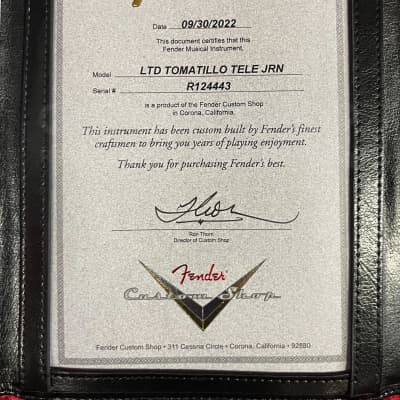 Date 09/30/2022
This document certifies that this
Fender Musical Instrument,
Model LTD TOMATILLO TELE JRN
Serial # R124443
is a product of the Fender Custom Shop
in Corona, California.
This instrument has been custom built by Fender's finest
craftsmen to bring you years of playing enjoyment.
Thank you for purchasing Fender's best.
Ron Thorn
Director of Custom Shop
Fender
Custom Shop
Fender Custom Shop • 311 Cessna Circle • Corona, California • 92880